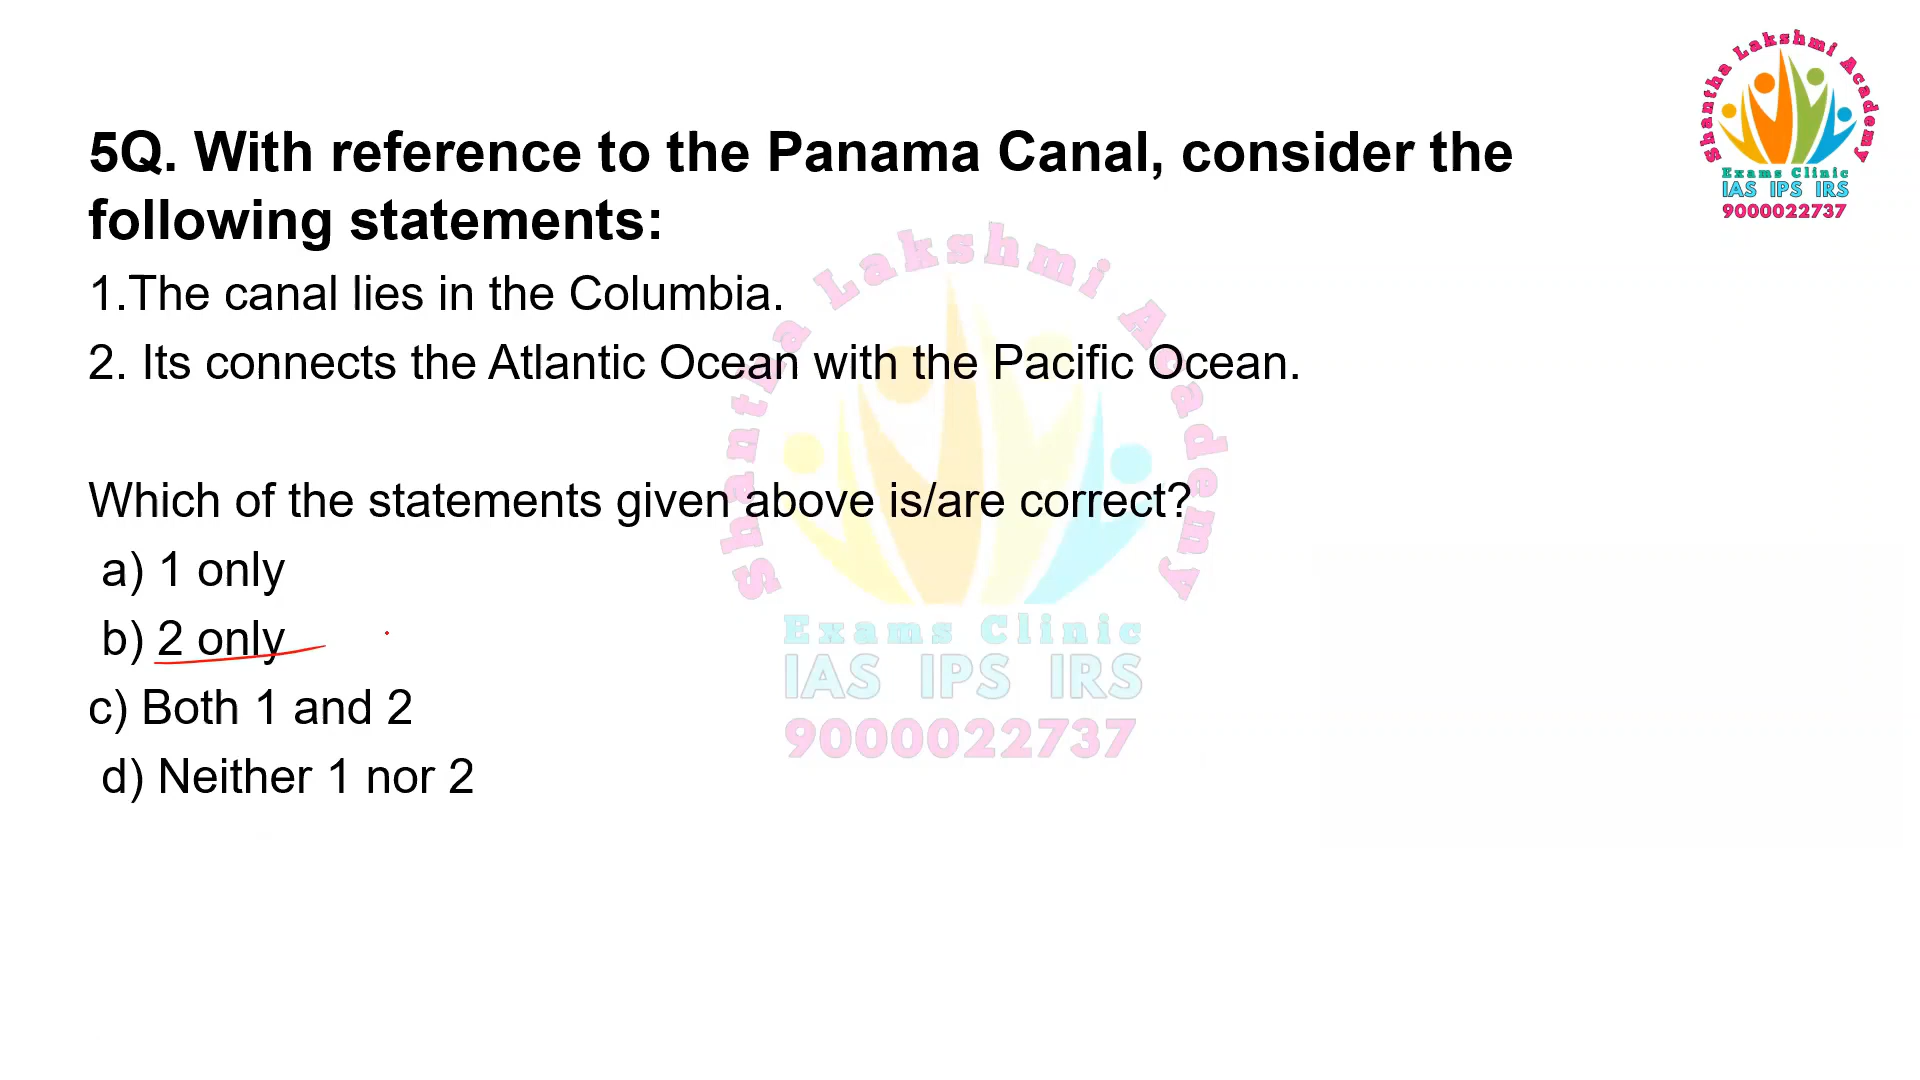 Shantha Lakshmi Academy
Exams Clinic
IAS IPS IRS
9000022737
5Q. With reference to the Panama Canal, consider the
following statements:
1.The canal lies in the Columbia.
2. Its connects the Atlantic Ocean with the Pacific Ocean.
Which of the statements given above is/are correct?
a) 1 only
b) 2 only
c) Both 1 and 2
d) Neither 1 nor 2
Shantha Lakshmi Academy
Exams Clinic
IAS IPS IRS
9000022737